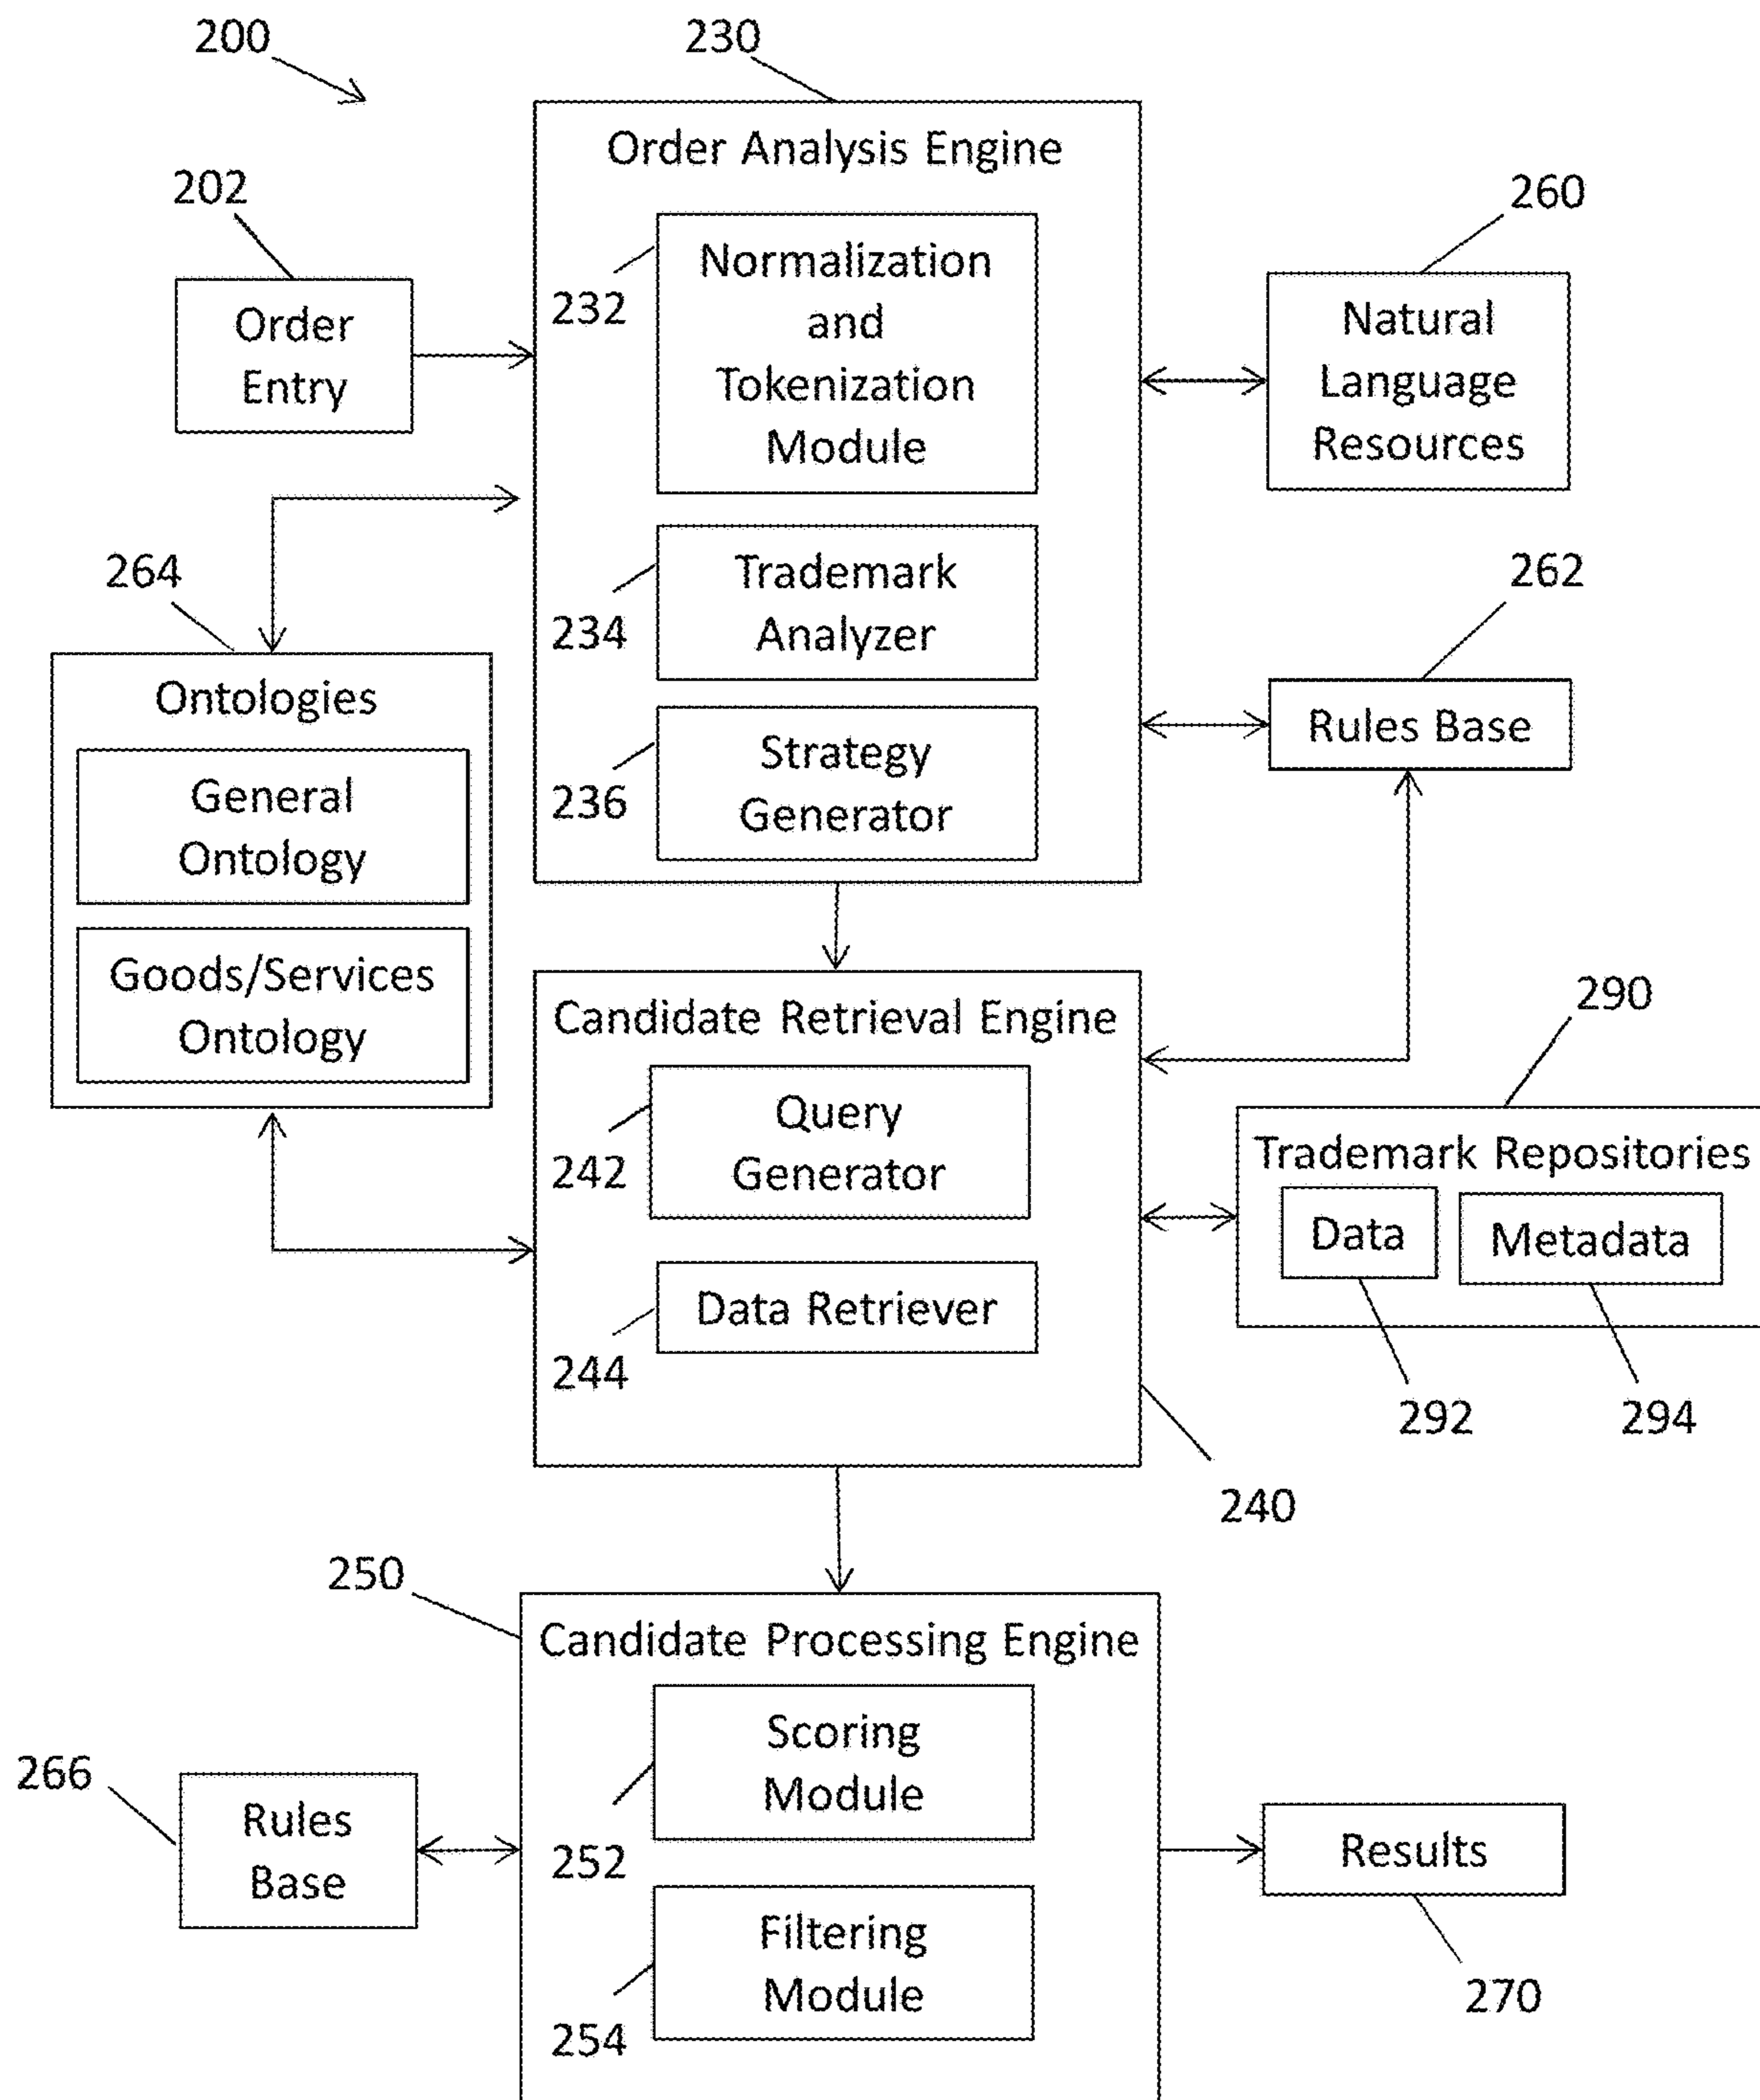 200
230
Order Analysis Engine
202
260
Order
Entry
232
Normalization
and
Tokenization
Module
Natural
Language
Resources
264
262
234
Trademark
Analyzer
Ontologies
Rules Base
236
Strategy
Generator
General
Ontology
Goods/Services
Ontology
290
Candidate Retrieval Engine
242
Query
Generator
Trademark Repositories
Data
Metadata
Data Retriever
244
292
294
240
250
Candidate Processing Engine
266
Rules
Base
Scoring
Module
252
Results
Filtering
Module
254
270